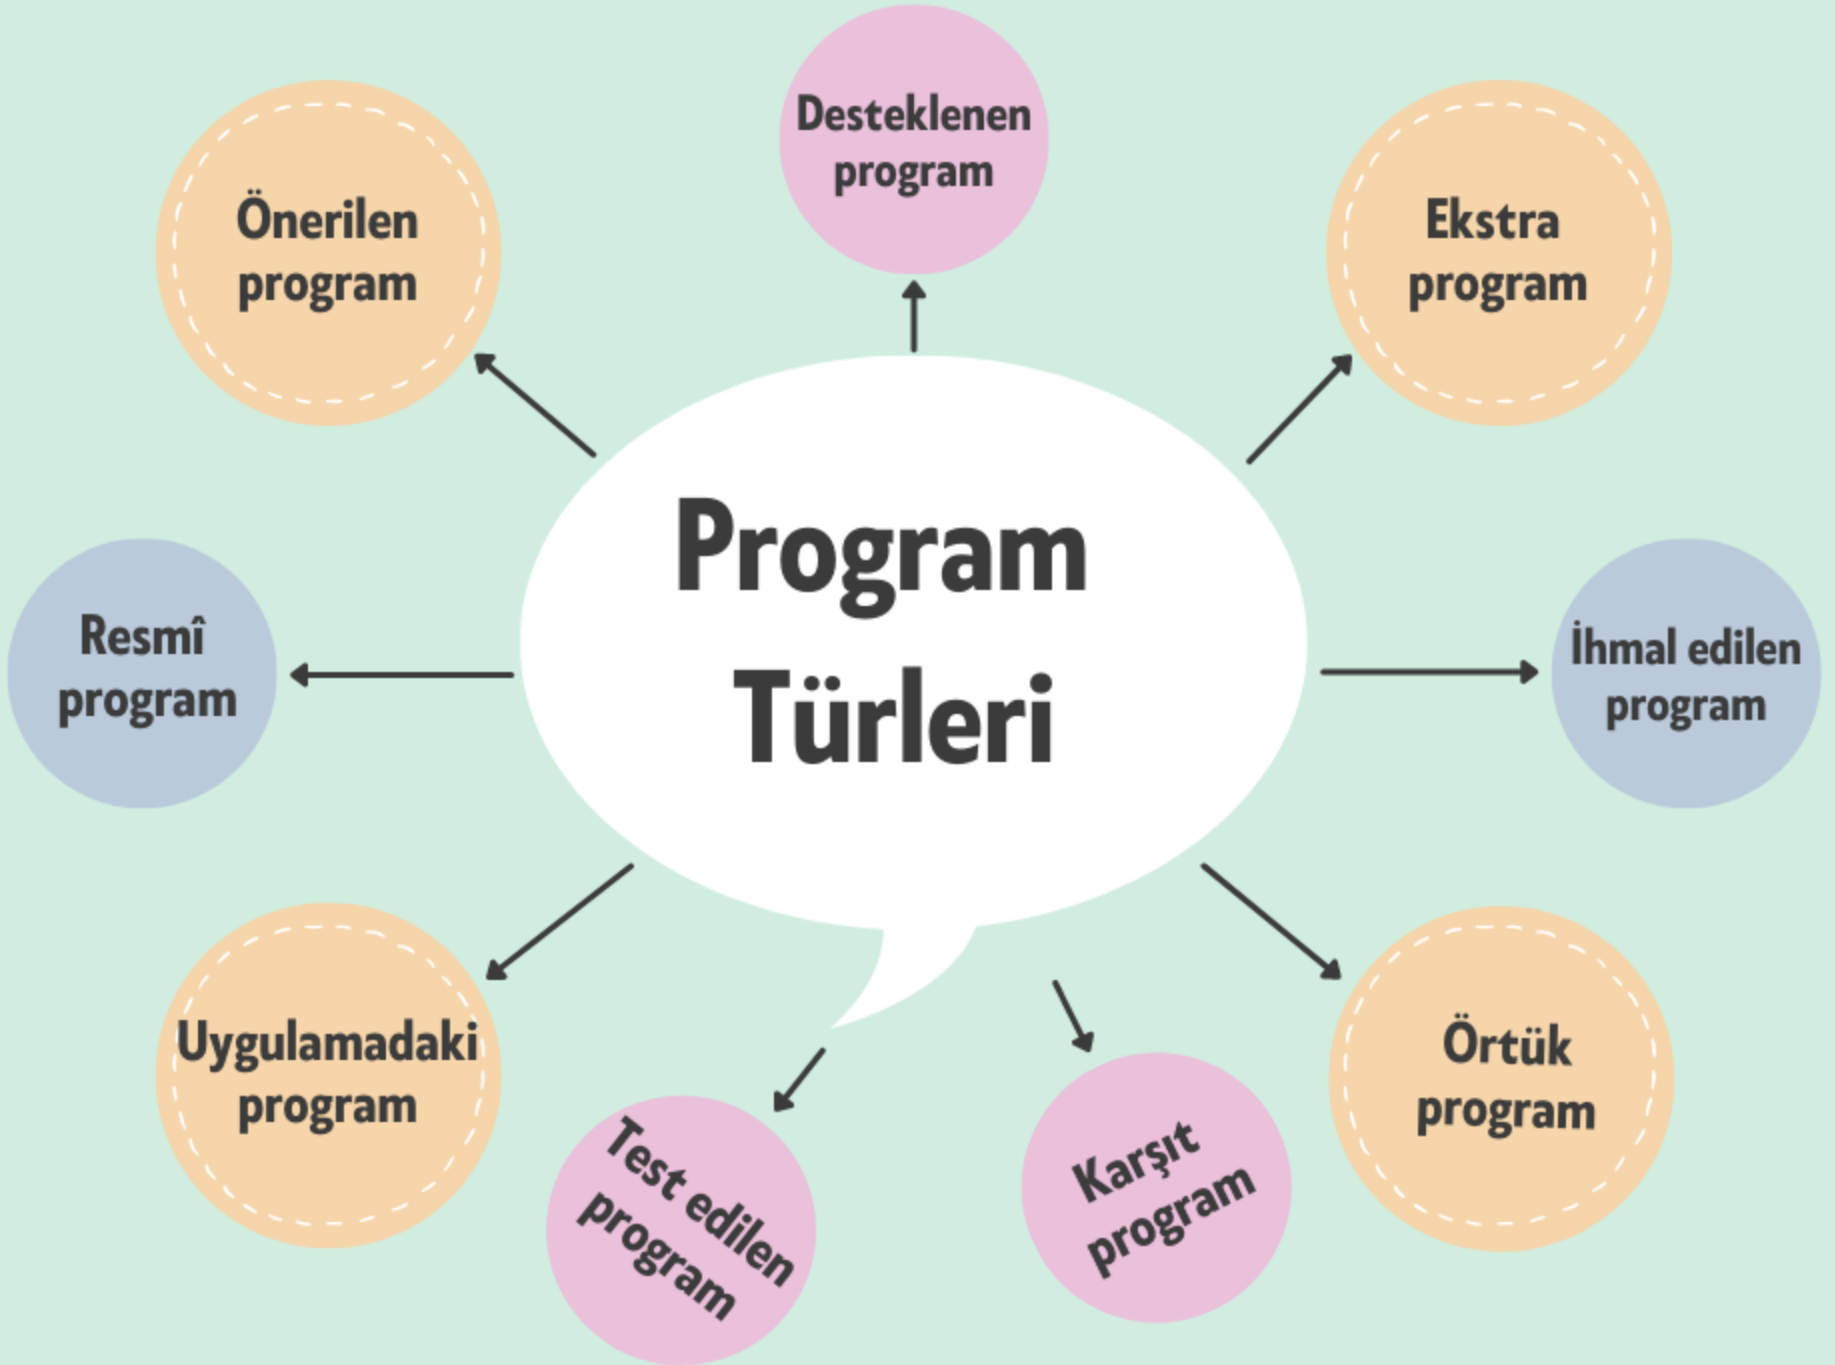 Desteklenen
program
Önerilen
program
Ekstra
program
Program
Türleri
Resmî
program
İhmal edilen
program
Uygulamadaki
program
Örtük
program
Test edilen
program
Karşıt
program